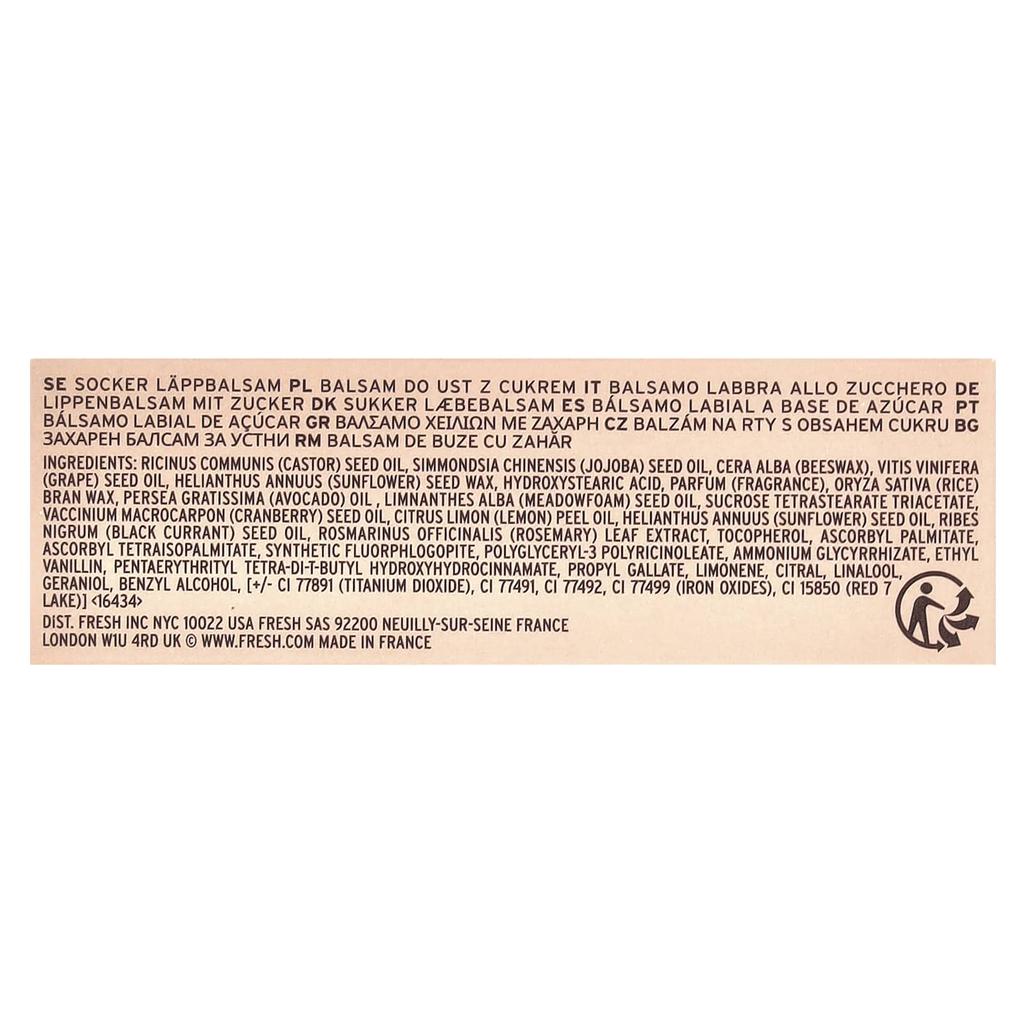 SE SOCKER LÄPPBALSAM PL BALSAM DO UST Z CUKREM IT BALSAMO LABBRA ALLO ZUCCHERO DE
LIPPENBALSAM MIT ZUCKER DK SUKKER LÆBEBALSAM ES BÁLSAMO LABIAL A BASE DE AZÚCAR PT
BÁLSAMO LABIAL DE AÇÚCAR GR ΒΑΛΣΑΜΟ ΧΕΙΛΙΩΝ ΜΕ ΖΑΧΑΡΗ CZ BALZÁM NA RTY S OBSAHEM CUKRU BG
ЗАХАРЕН БАЛСАМ ЗА УСТНИ RM BALSAM DE BUZE CU ZAHĂR
INGREDIENTS: RICINUS COMMUNIS (CASTOR) SEED OIL, SIMMONDSIA CHINENSIS (JOJOBA) SEED OIL, CERA ALBA (BEESWAX), VITIS VINIFERA
(GRAPE) SEED OIL, HELIANTHUS ANNUUS (SUNFLOWER) SEED WAX, HYDROXYSTEARIC ACID, PARFUM (FRAGRANCE), ORYZA SATIVA (RICE)
BRAN WAX, PERSEA GRATISSIMA (AVOCADO) OIL , LIMNANTHES ALBA (MEADOWFOAM) SEED OIL, SUCROSE TETRASTEARATE TRIACETATE,
VACCINIUM MACROCARPON (CRANBERRY) SEED OIL, CITRUS LIMON (LEMON) PEEL OIL, HELIANTHUS ANNUUS (SUNFLOWER) SEED OIL, RIBES
NIGRUM (BLACK CURRANT) SEED OIL, ROSMARINUS OFFICINALIS (ROSEMARY) LEAF EXTRACT, TOCOPHEROL, ASCORBYL PALMITATE,
ASCORBYL TETRAISOPALMITATE, SYNTHETIC FLUORPHLOGOPITE, POLYGLYCERYL-3 POLYRICINOLEATE, AMMONIUM GLYCYRRHIZATE, ETHYL
VANILLIN, PENTAERYTHRITYL TETRA-DI-T-BUTYL HYDROXYHYDROCINNAMATE, PROPYL GALLATE, LIMONENE, CITRAL, LINALOOL,
GERANIOL, BENZYL ALCOHOL, [+/- CI 77891 (TITANIUM DIOXIDE), CI 77491, CI 77492, CI 77499 (IRON OXIDES), CI 15850 (RED 7
LAKE)] <16434>
DIST. FRESH INC NYC 10022 USA FRESH SAS 92200 NEUILLY-SUR-SEINE FRANCE
LONDON W1U 4RD UK © WWW.FRESH.COM MADE IN FRANCE